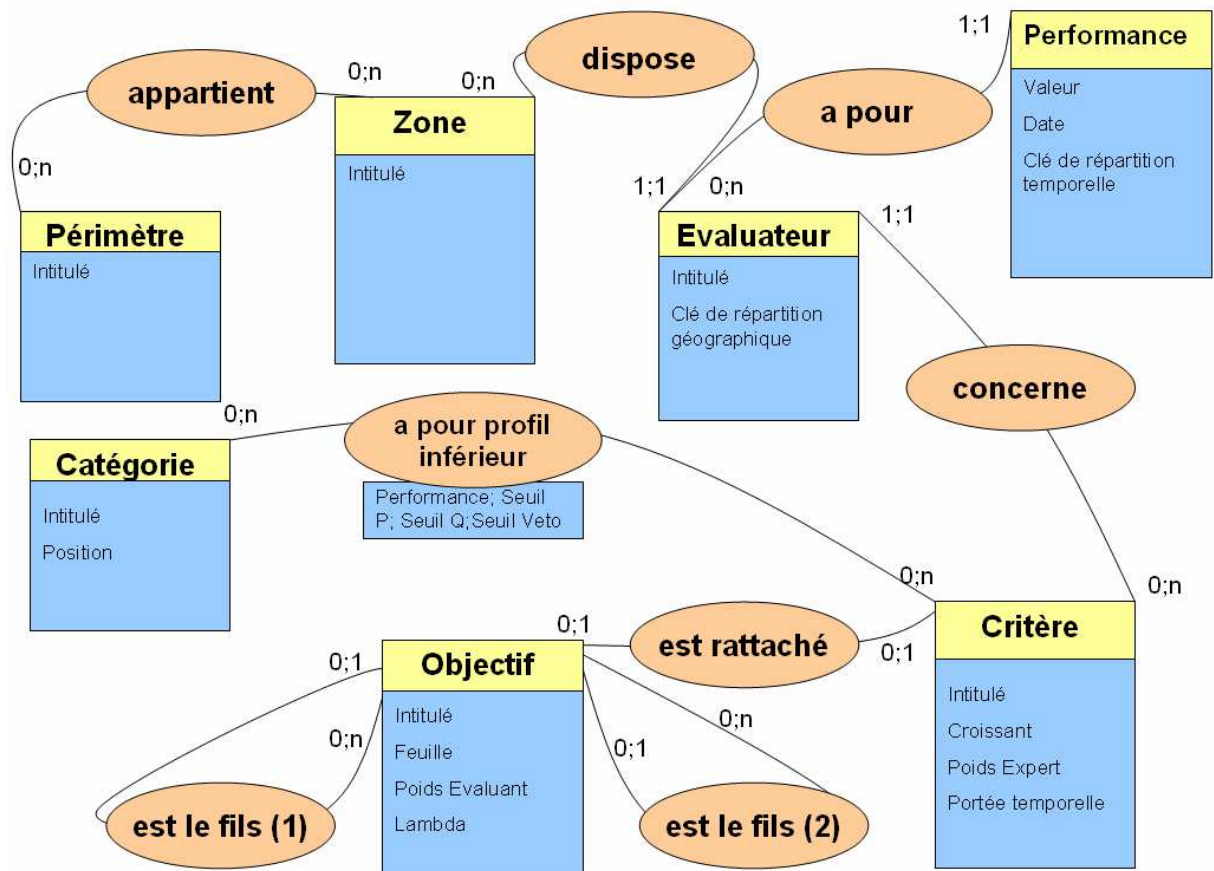 1;1
Performance
dispose
0;n
0;n
appartient
Valeur
Zone
a pour
Date
Intitulé
Clé de répartition
temporelle
0;n
1;1
0;n
1;1
Périmètre
Evaluateur
Intitulé
Intitulé
Clé de répartition
géographique
concerne
0;n
a pour profil
inférieur
Catégorie
Performance; Seuil
P; Seuil Q;Seuil Veto
Intitulé
Position
0;n
0;n
0;1
Critère
est rattaché
0;1
Objectif
0;1
Intitulé
Intitulé
0;n
Croissant
0;n
0;1
Feuille
Poids Expert
Poids Evaluant
Portée temporelle
est le fils (1)
Lambda
est le fils (2)